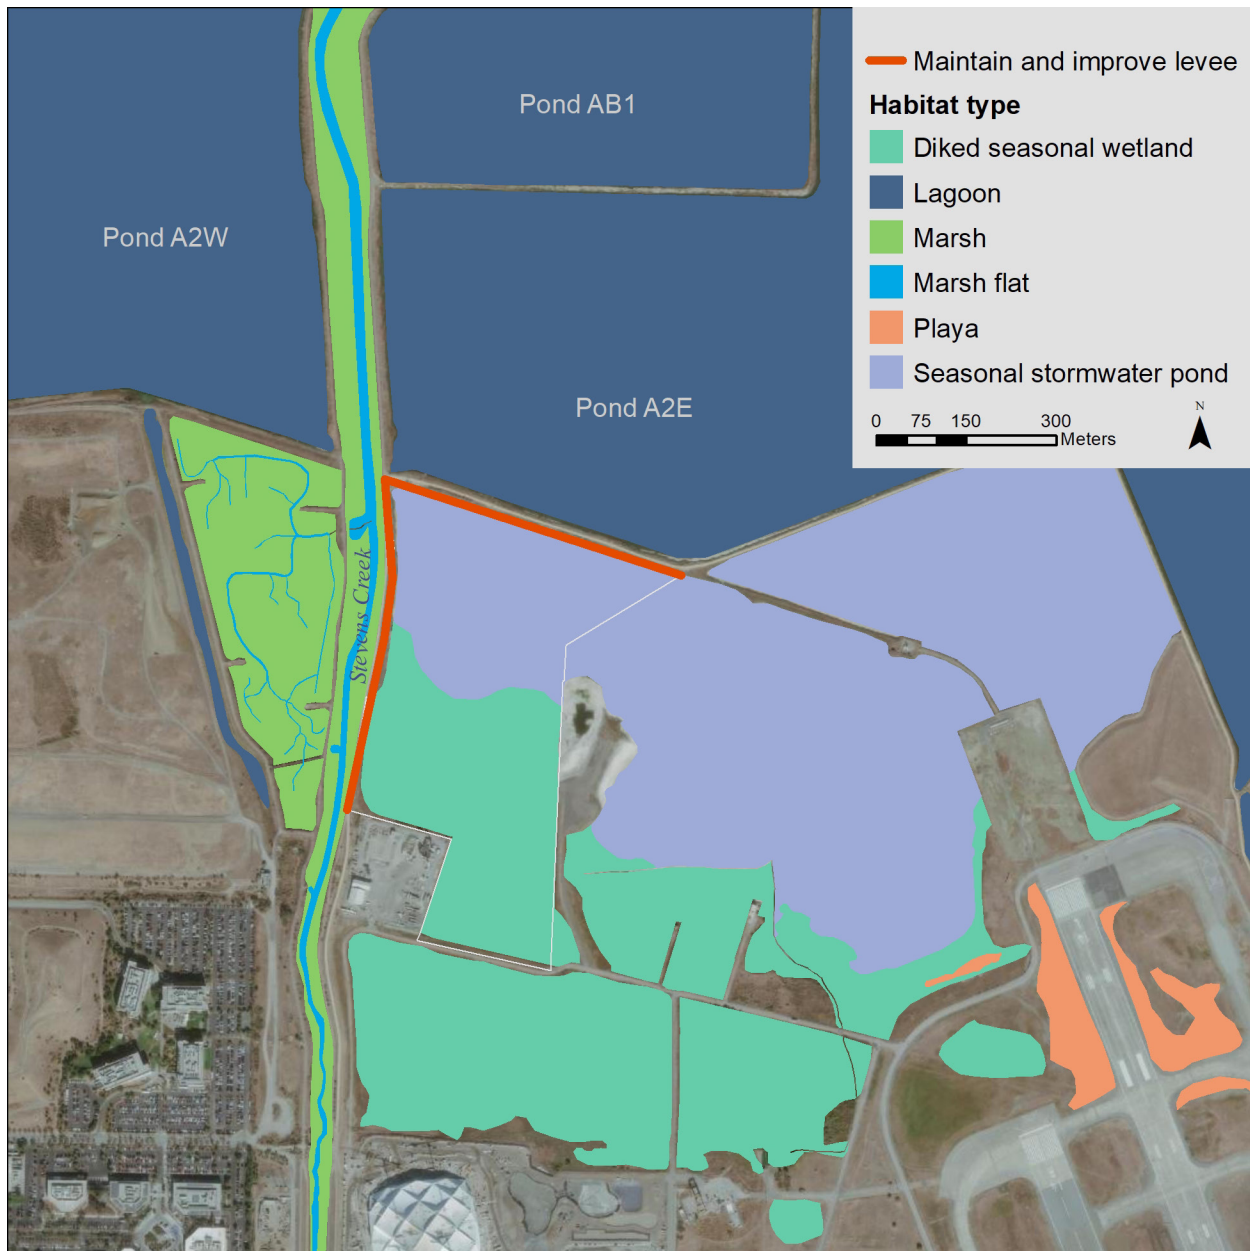 Maintain and improve levee
Habitat type
Diked seasonal wetland
Lagoon
Marsh
Marsh flat
Playa
Seasonal stormwater pond
0 75 150 300
Meters
N
Pond AB1
Pond A2W
Pond A2E
Stevens Creek